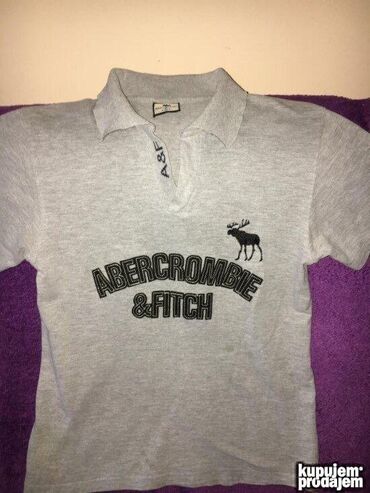 A&F
ABERCROMBIE
&FITCH
kupujem
prodajem